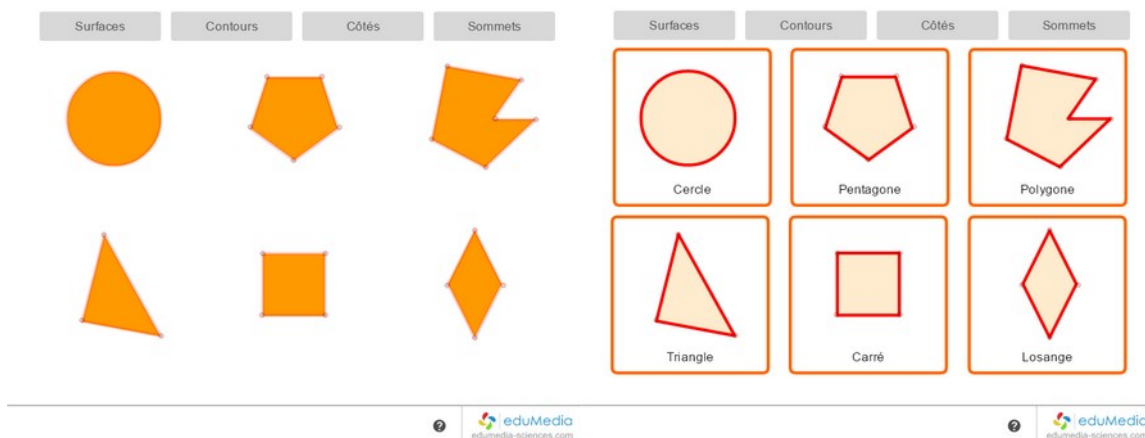 Surfaces Contours Côtés Sommets
Surfaces Contours Côtés Sommets
Cercle Pentagone Polygone
Triangle Carré Losange
? eduMedia
edumedia-sciences.com
? eduMedia
edumedia-sciences.com